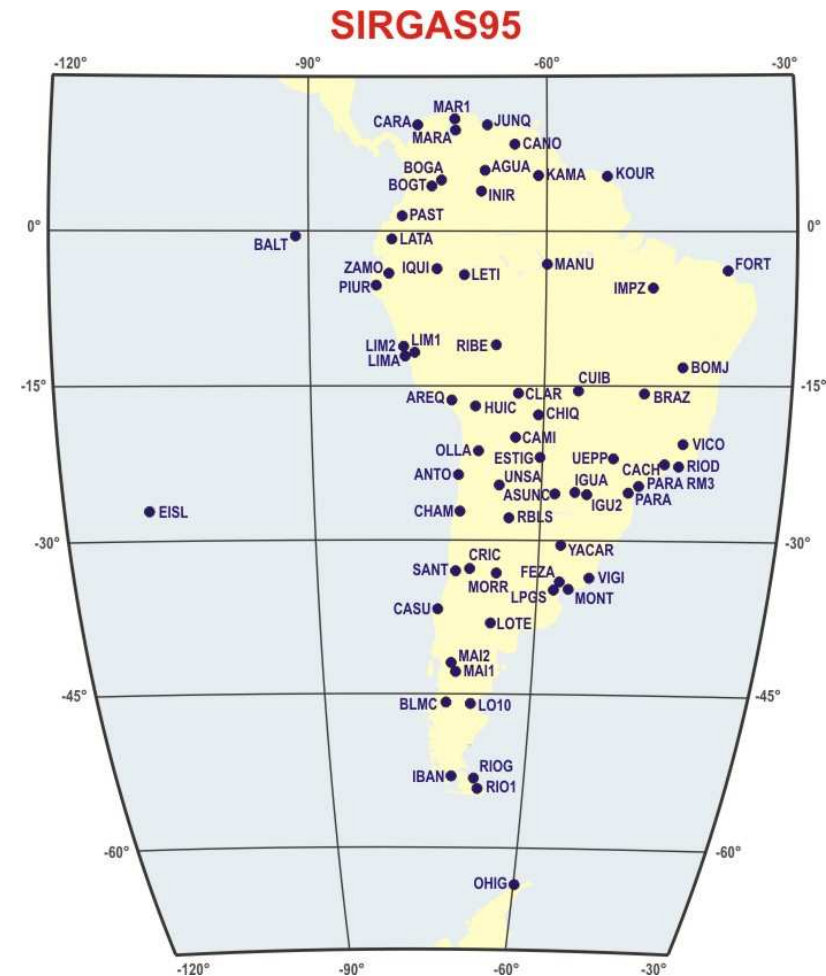 SIRGAS95
-120° -90° -60° -30°
MAR1
CARA JUNQ
MARA
CANO
BOGA AGUA
KAMA KOUR
BOGT
INIR
PAST
0° 0°
LATA
BALT
ZAMO IQUI MANU FORT
LETI
PIUR IMPZ
LIM2 LIM1
RIBE
LIMA
BOMJ
CUIB
-15° -15°
AREQ CLAR BRAZ
HUIC CHIQ
CAMI
VICO
OLLA
ESTIG UEPP
CACH RIOD
ANTO UNSA IGUA
PARA RM3
ASUNC
IGU2 PARA
EISL CHAM
RBLS
-30° -30°
YACAR
CRIC
SANT FEZA VIGI
MORR
LPGS MONT
CASU
LOTE
MAI2
MAI1
-45° -45°
BLMC LO10
RIOG
IBAN
RIO1
-60° -60°
OHIG
-120° -90° -60° -30°